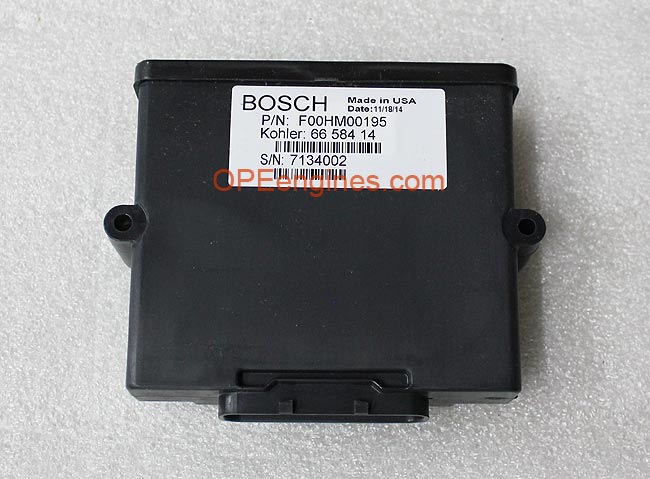 BOSCH Made in USA
Date:11/18/14
P/N: F00HM00195
Kohler: 66 584 14
S/N: 7134002
OPEengines.com